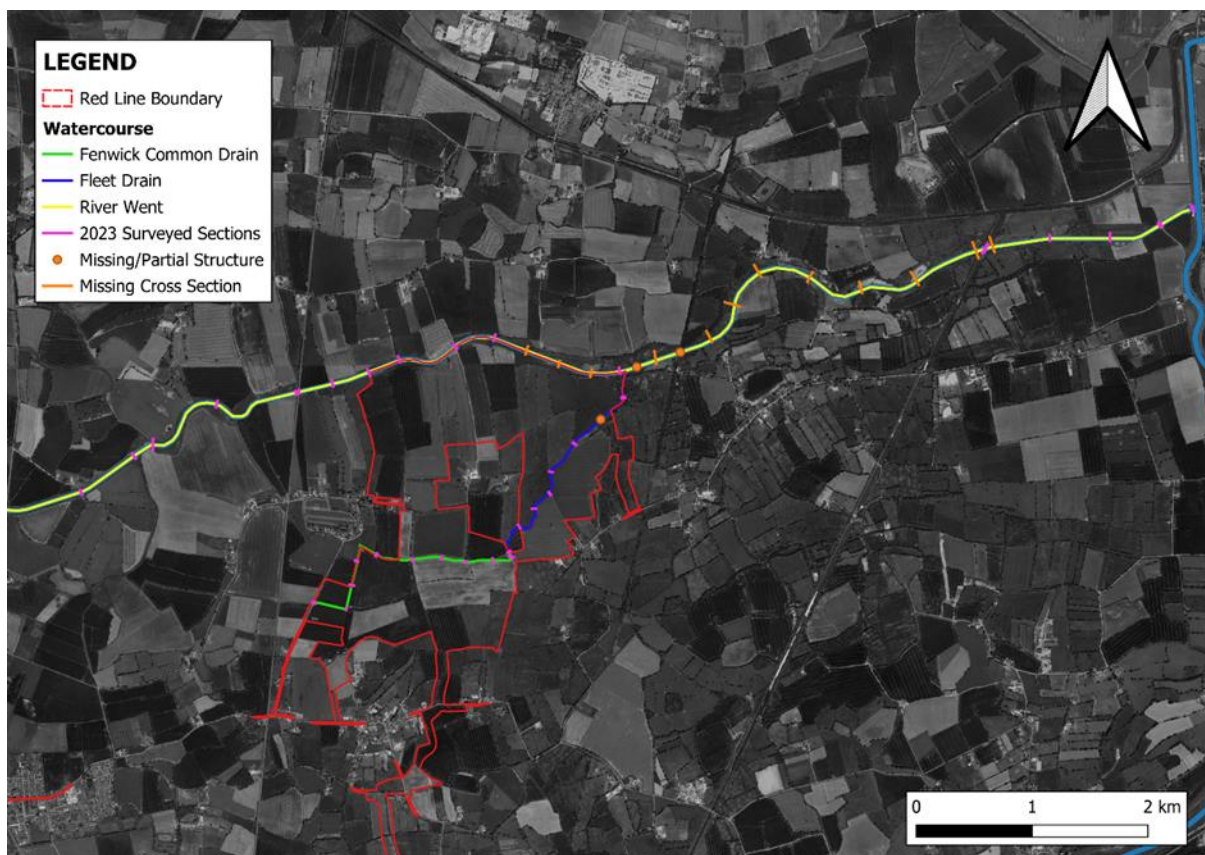 LEGEND
Red Line Boundary
Watercourse
Fenwick Common Drain
Fleet Drain
River Went
2023 Surveyed Sections
Missing/Partial Structure
Missing Cross Section
0 1 2 km